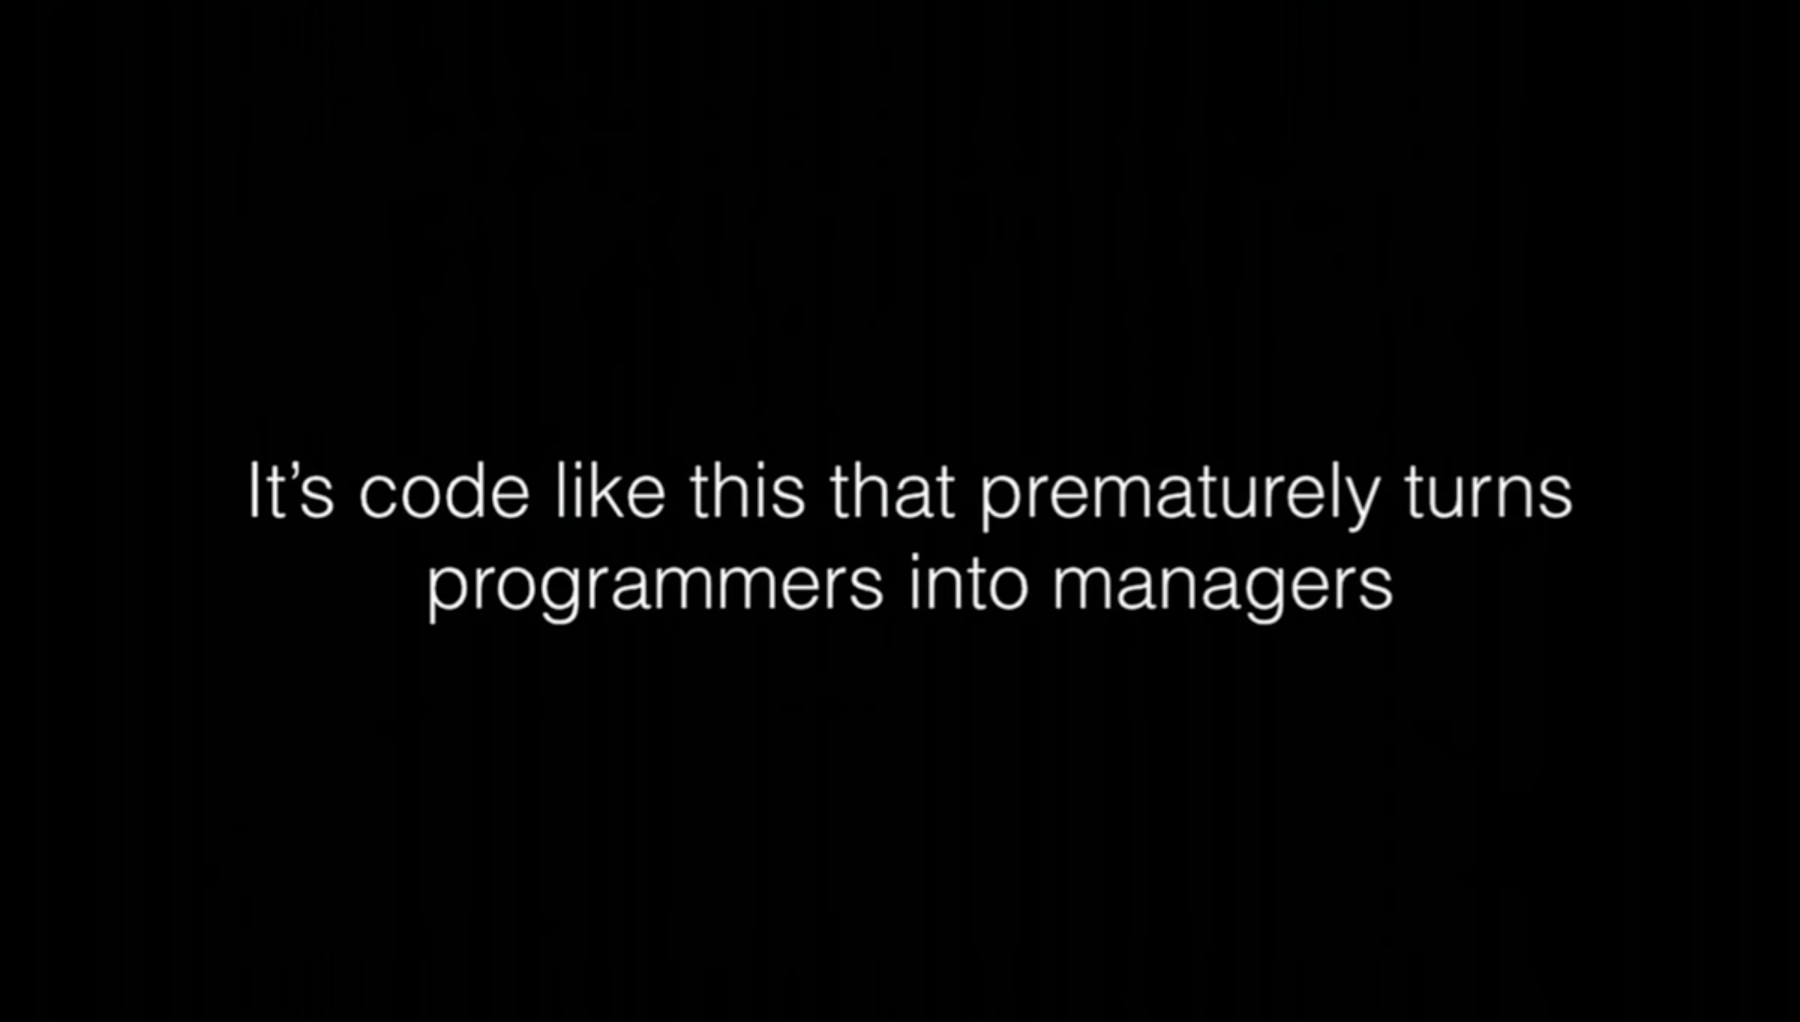 It’s code like this that prematurely turns
programmers into managers